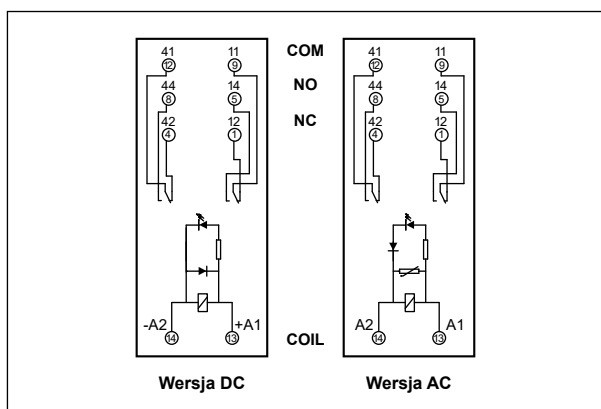 41 11 COM 41 11
12 9 12 9
44 14 NO 44 14
8 5 8 5
42 12 NC 42 12
4 1 4 1
-A2 +A1 A2 A1
14 13 COIL 14 13
Wersja DC Wersja AC